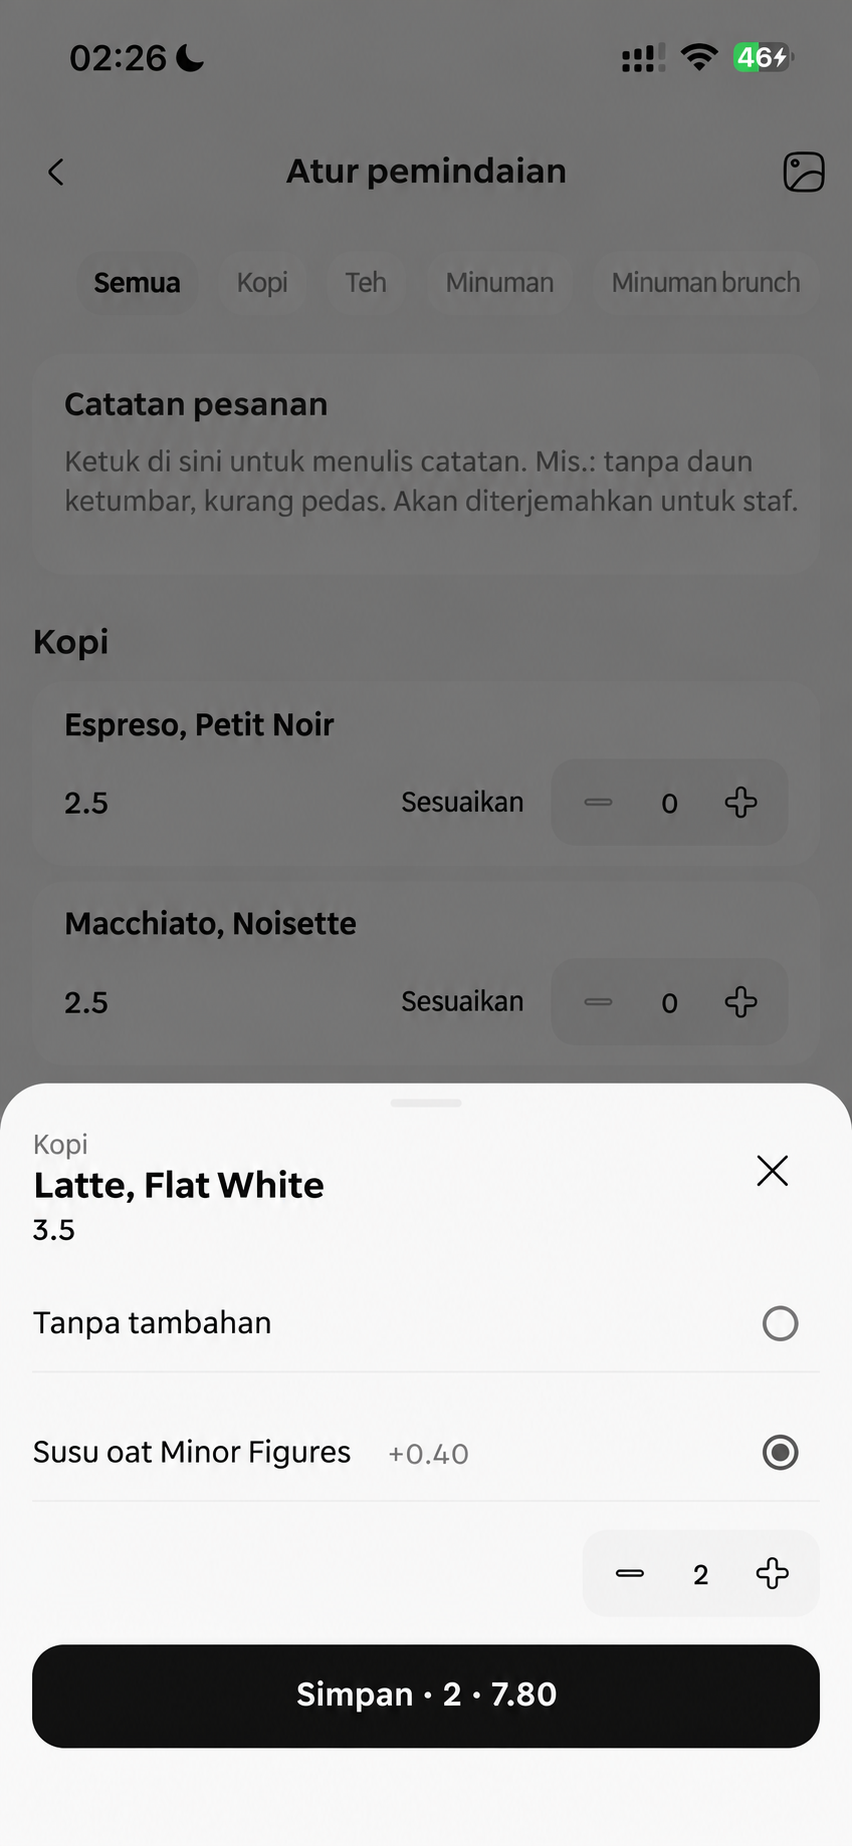 02:26
46
Atur pemindaian
Semua
Kopi
Teh
Minuman
Minuman brunch
Catatan pesanan
Ketuk di sini untuk menulis catatan. Mis.: tanpa daun
ketumbar, kurang pedas. Akan diterjemahkan untuk staf.
Kopi
Espreso, Petit Noir
2.5
Sesuaikan
0
Macchiato, Noisette
2.5
Sesuaikan
0
Kopi
Latte, Flat White
3.5
Tanpa tambahan
Susu oat Minor Figures +0.40
2
Simpan · 2 · 7.80